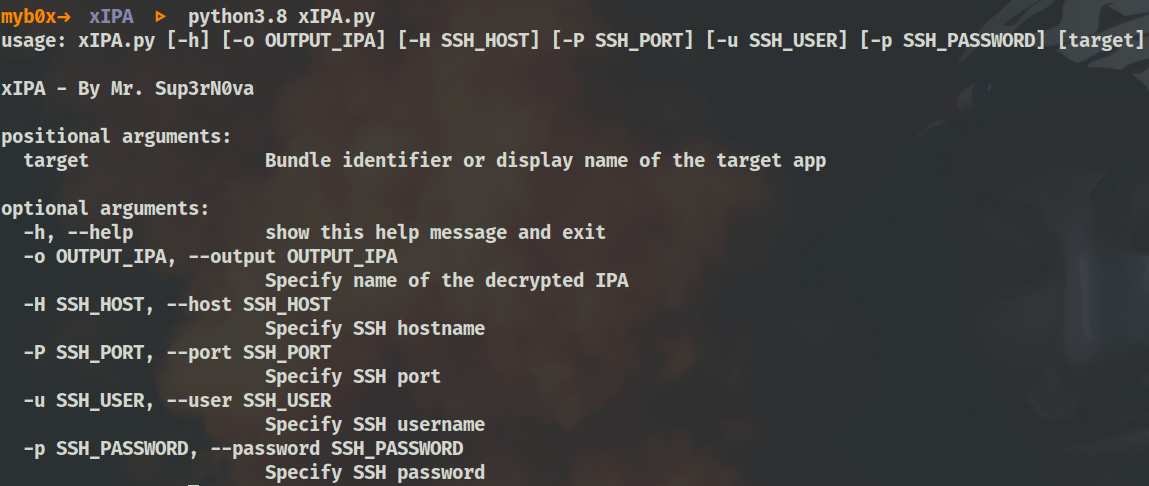 myb0x→ xIPA ▷ python3.8 xIPA.py
usage: xIPA.py [-h] [-o OUTPUT_IPA] [-H SSH_HOST] [-P SSH_PORT] [-u SSH_USER] [-p SSH_PASSWORD] [target]
xIPA - By Mr. Sup3rN0va
positional arguments:
target Bundle identifier or display name of the target app
optional arguments:
-h, --help show this help message and exit
-o OUTPUT_IPA, --output OUTPUT_IPA
Specify name of the decrypted IPA
-H SSH_HOST, --host SSH_HOST
Specify SSH hostname
-P SSH_PORT, --port SSH_PORT
Specify SSH port
-u SSH_USER, --user SSH_USER
Specify SSH username
-p SSH_PASSWORD, --password SSH_PASSWORD
Specify SSH password